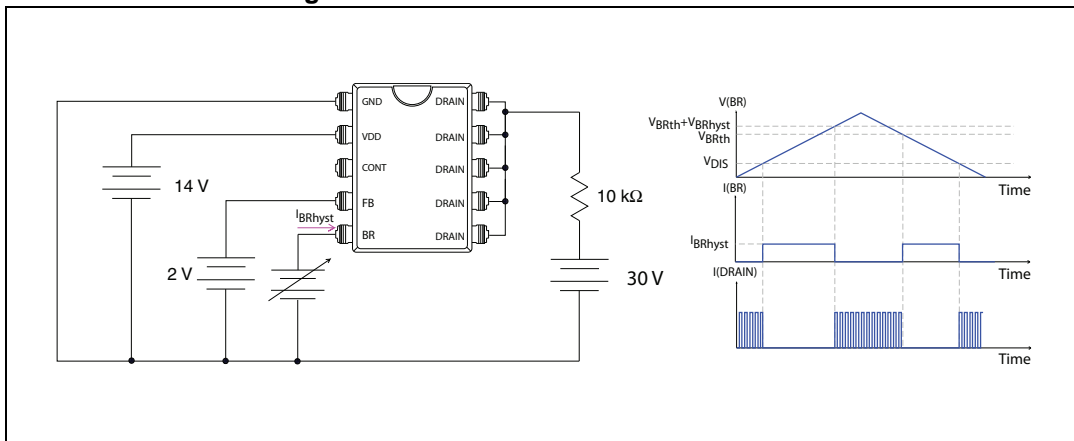 GND DRAIN
VDD DRAIN
CONT DRAIN
FB DRAIN
BR DRAIN
14 V
2 V
IBRhyst
10 kΩ
30 V
V(BR)
VBRth+VBRhyst
VBRth
VDIS
Time
I(BR)
IBRhyst
Time
I(DRAIN)
Time